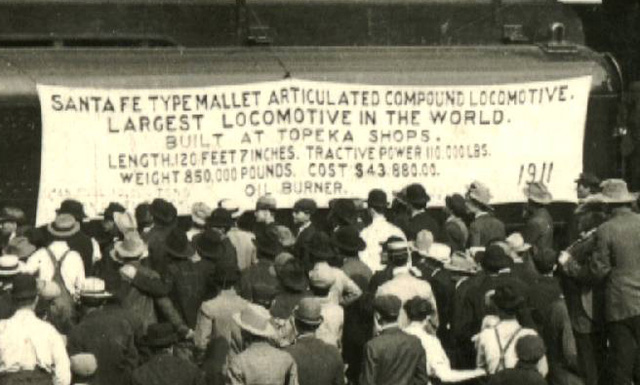 SANTA FE TYPE MALLET ARTICULATED COMPOUND LOCOMOTIVE.
LARGEST LOCOMOTIVE IN THE WORLD.
BUILT AT TOPEKA SHOPS.
LENGTH.120 FEET 7 INCHES. TRACTIVE POWER 110.000 LBS.
WEIGHT 850,000 POUNDS. COST $43.880.00.
OIL BURNER.
1911